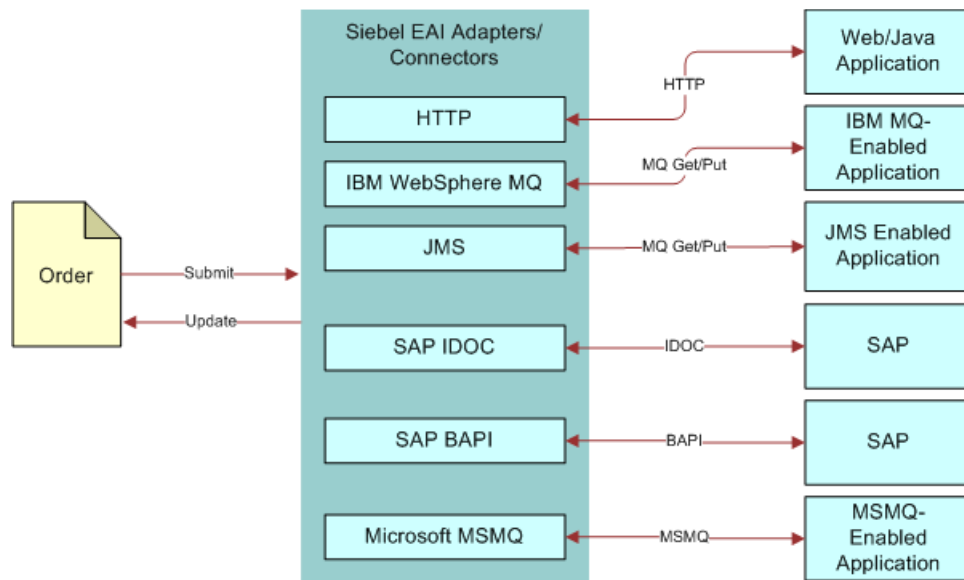 Siebel EAI Adapters/
Connectors
Web/Java
Application
HTTP
HTTP
IBM MQ-
Enabled
Application
MQ Get/Put
IBM WebSphere MQ
JMS
MQ Get/Put
JMS Enabled
Application
Order
Submit
Update
SAP IDOC
IDOC
SAP
SAP BAPI
BAPI
SAP
Microsoft MSMQ
MSMQ
MSMQ-
Enabled
Application